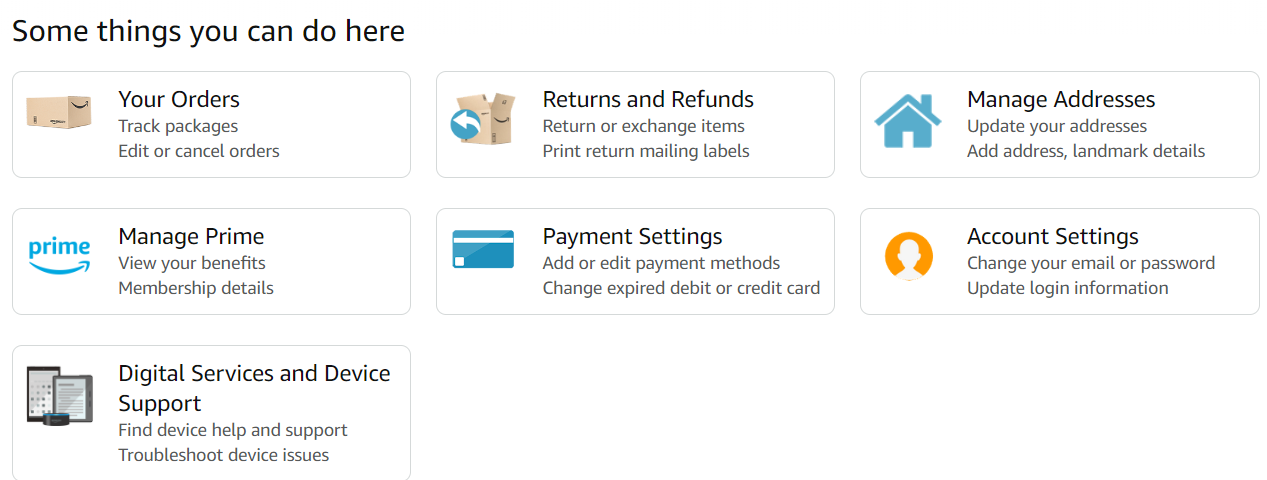 Some things you can do here
Your Orders
Track packages
Edit or cancel orders
Returns and Refunds
Return or exchange items
Print return mailing labels
Manage Addresses
Update your addresses
Add address, landmark details
prime
Manage Prime
View your benefits
Membership details
Payment Settings
Add or edit payment methods
Change expired debit or credit card
Account Settings
Change your email or password
Update login information
Digital Services and Device
Support
Find device help and support
Troubleshoot device issues